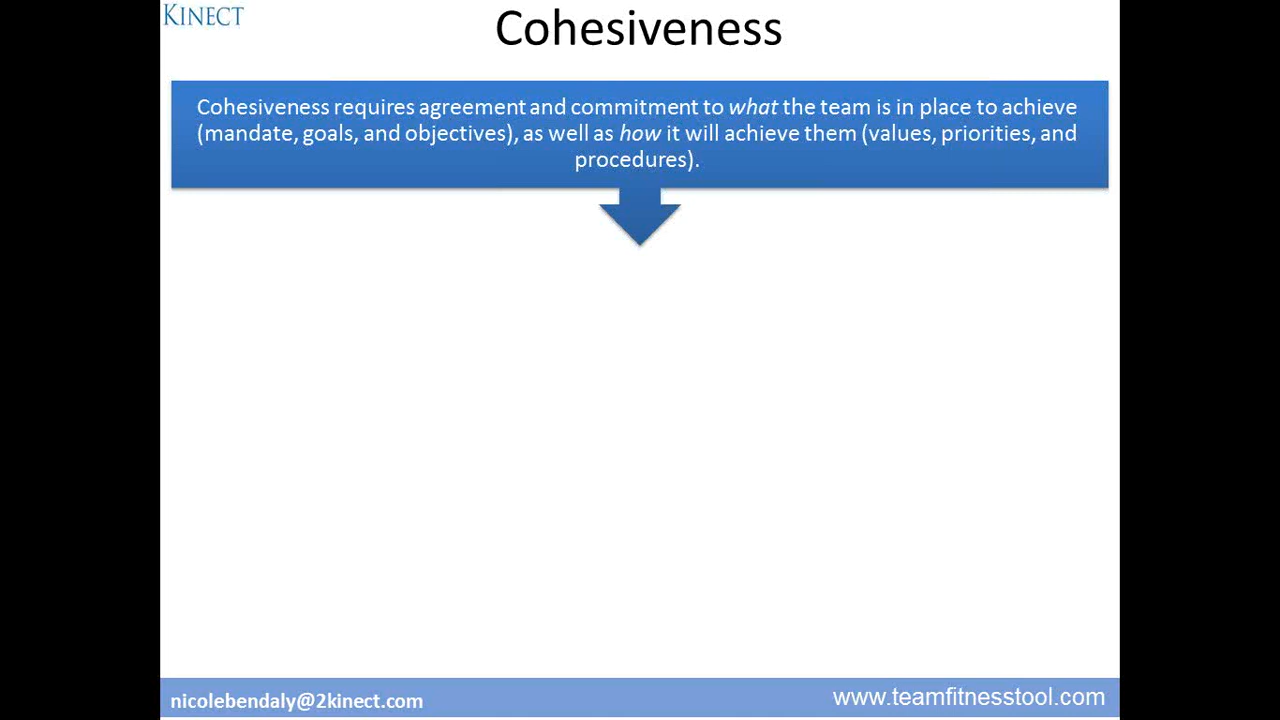 KINECT
Cohesiveness
Cohesiveness requires agreement and commitment to what the team is in place to achieve
(mandate, goals, and objectives), as well as how it will achieve them (values, priorities, and
procedures).
nicolebendaly@2kinect.com
www.teamfitnesstool.com